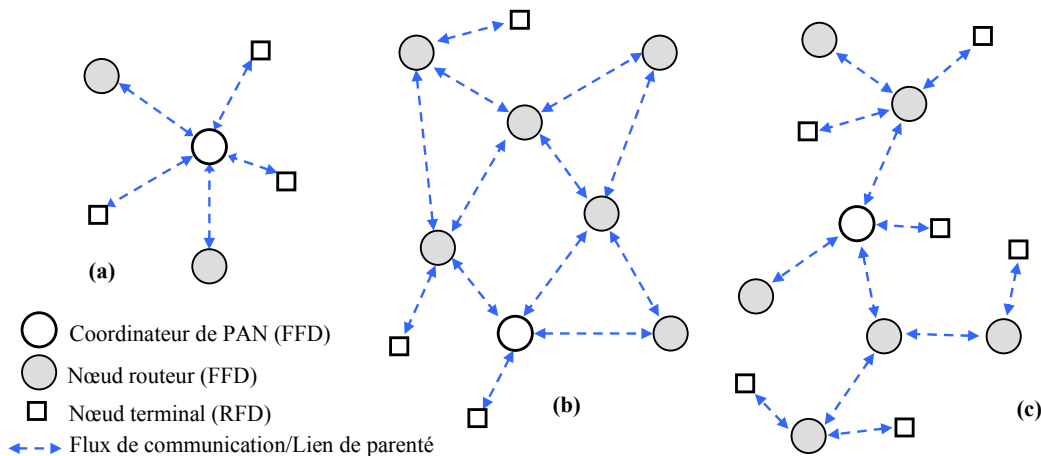 (a)
(b)
(c)
Coordinateur de PAN (FFD)
Nœud routeur (FFD)
Nœud terminal (RFD)
Flux de communication/Lien de parenté